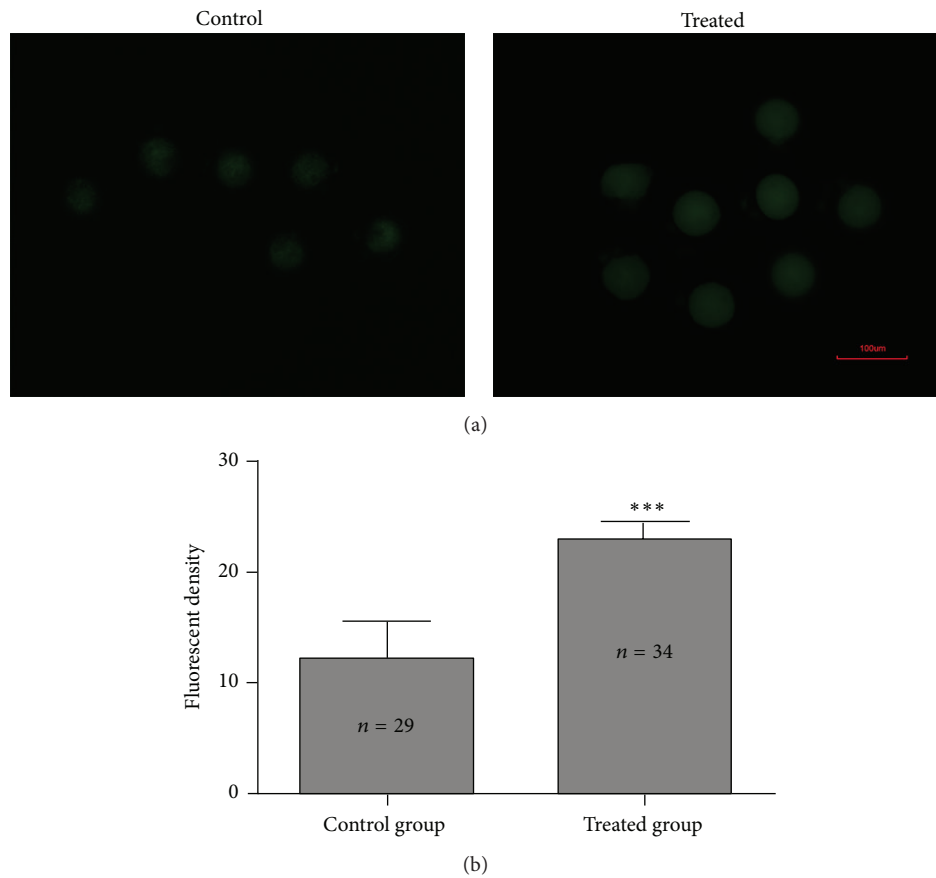 Control
Treated
100um
(a)
30
20
10
0
Fluorescent density
***
n = 29
n = 34
Control group
Treated group
(b)